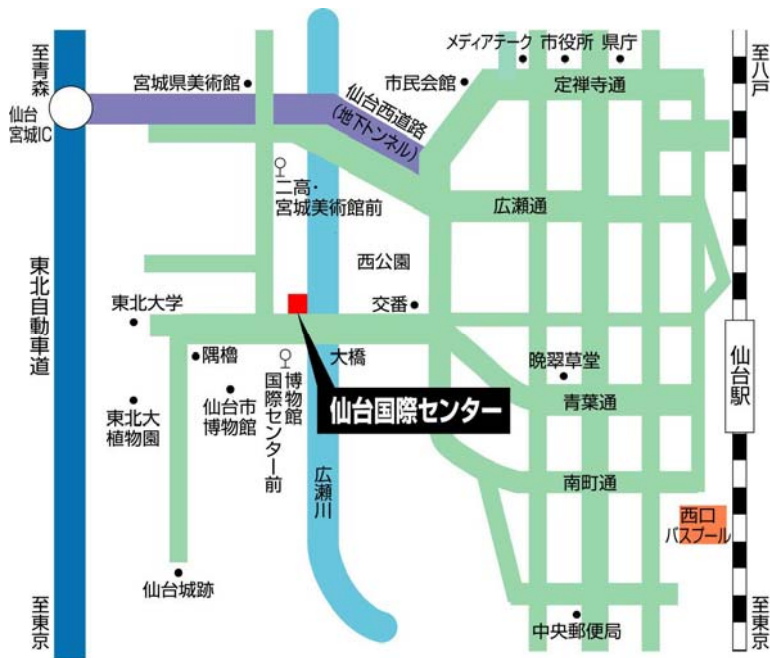 至青森
仙台
宮城IC
宮城県美術館
仙台西道路
(地下トンネル)
市民会館
メディアテーク
市役所
県庁
定禅寺通
至八戸
二高・
宮城美術館前
広瀬通
西公園
東北自動車道
東北大学
交番
隅櫓
大橋
晩翠草堂
仙台駅
東北大
植物園
仙台市
博物館
博物館
国際センター前
仙台国際センター
青葉通
広瀬川
南町通
西口
バスプール
仙台城跡
中央郵便局
至東京
至東京